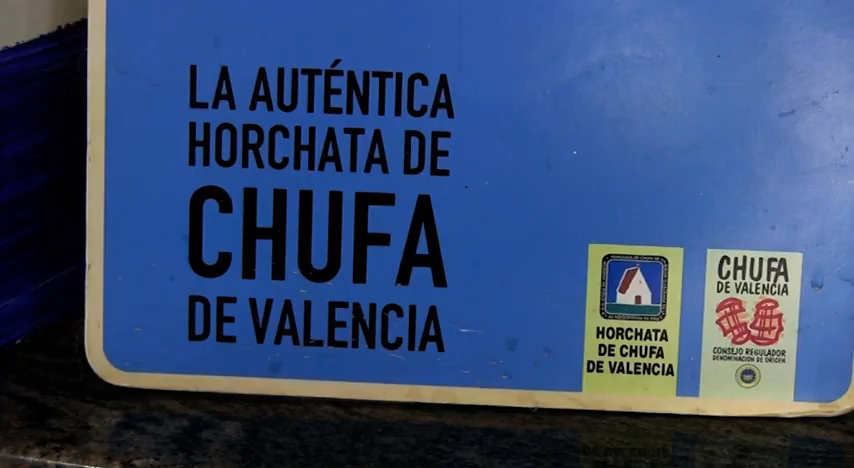 LA AUTÉNTICA
HORCHATA DE
CHUFA
DE VALENCIA
HORCHATA
DE CHUFA
DE VALENCIA
CHUFA
DE VALENCIA
CONSEJO REGULADOR
DENOMINACIÓN DE ORIGEN